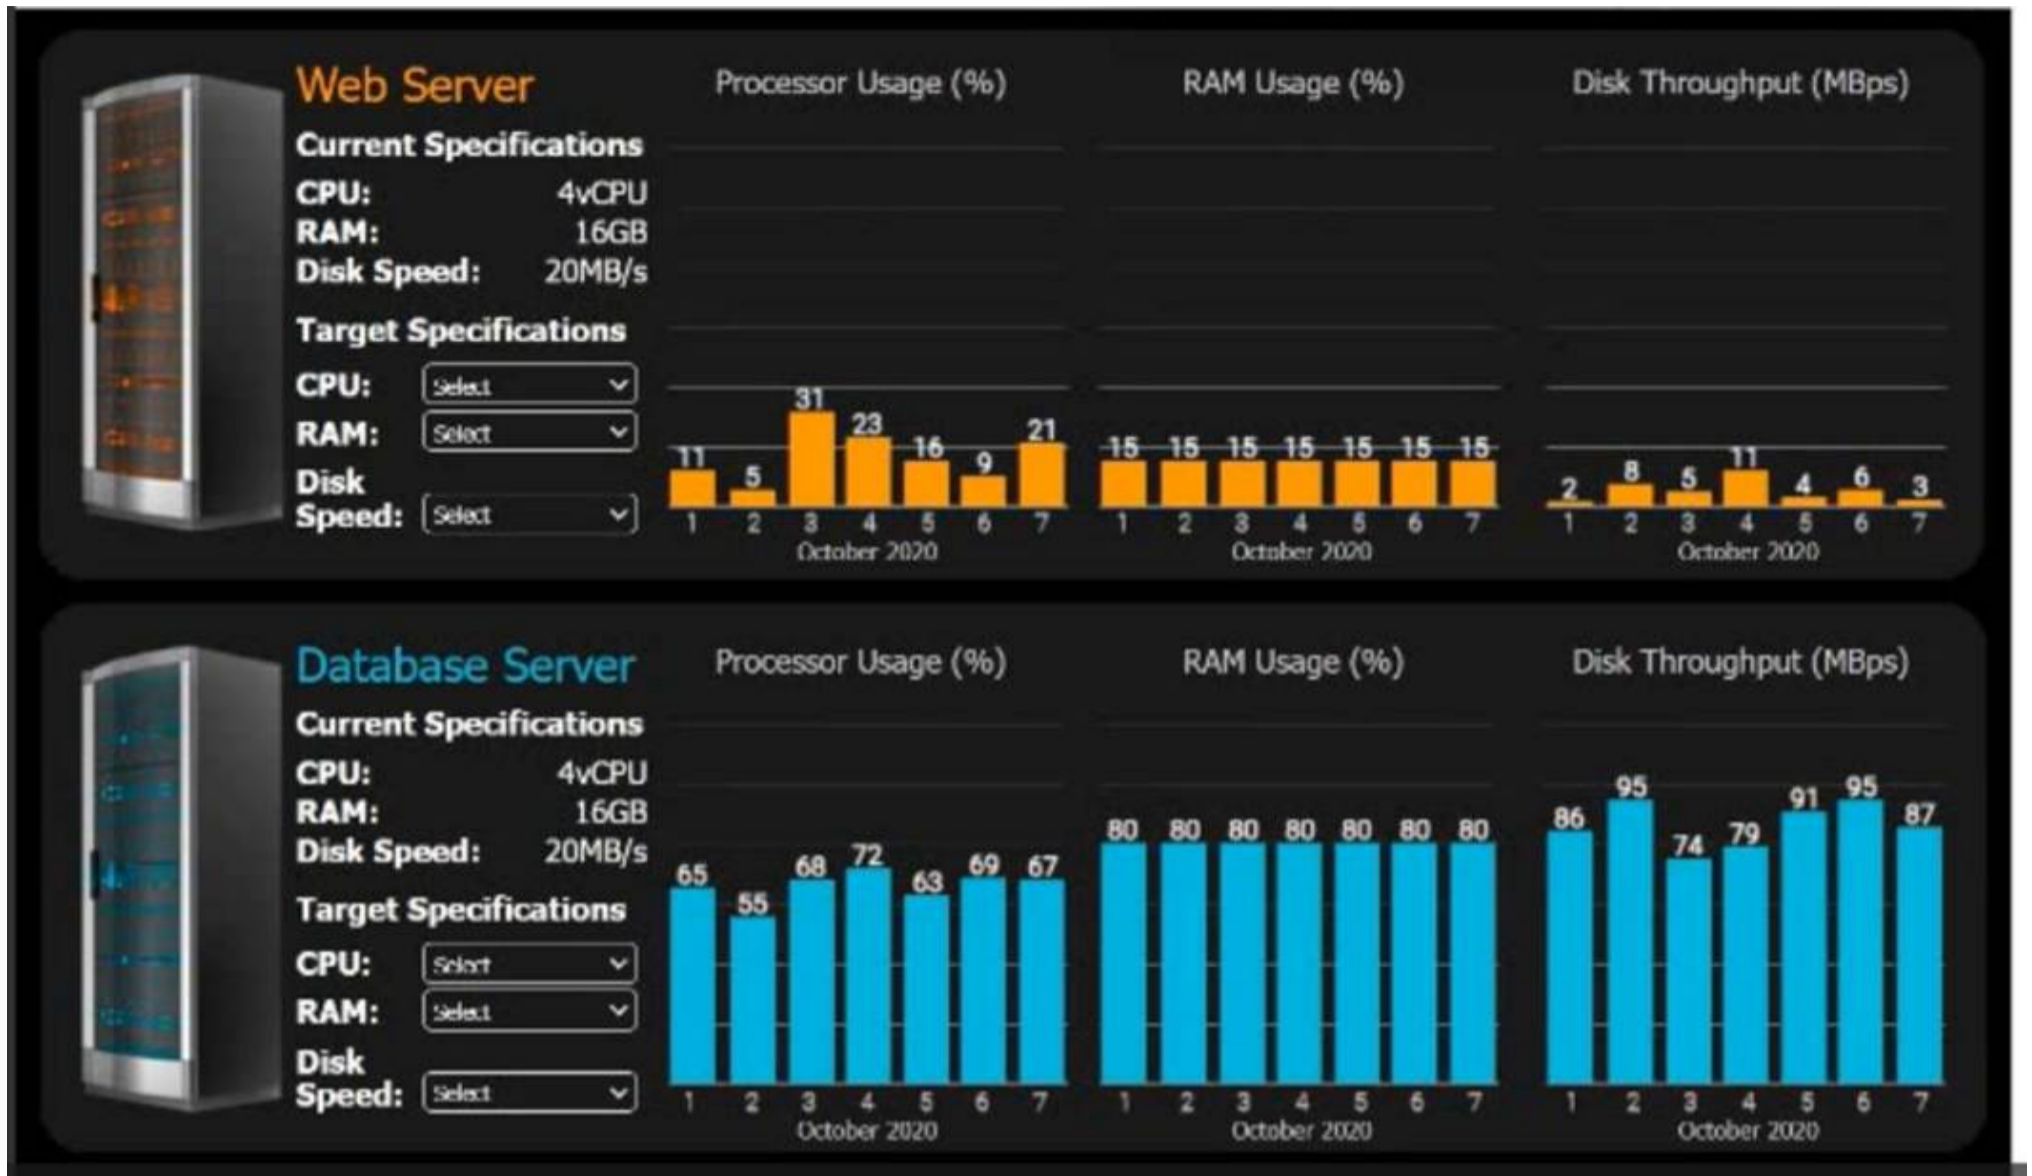 Web Server
Current Specifications
CPU: 4vCPU
RAM: 16GB
Disk Speed: 20MB/s
Target Specifications
CPU: Select
RAM: Select
Disk
Speed: Select
Processor Usage (%)
11 5 31 23 16 9 21
1 2 3 4 5 6 7
October 2020
RAM Usage (%)
15 15 15 15 15 15 15
1 2 3 4 5 6 7
October 2020
Disk Throughput (MBps)
2 8 5 11 4 6 3
1 2 3 4 5 6 7
October 2020
Database Server
Current Specifications
CPU: 4vCPU
RAM: 16GB
Disk Speed: 20MB/s
Target Specifications
CPU: Select
RAM: Select
Disk
Speed: Select
Processor Usage (%)
65 55 68 72 63 69 67
1 2 3 4 5 6 7
October 2020
RAM Usage (%)
80 80 80 80 80 80 80
1 2 3 4 5 6 7
October 2020
Disk Throughput (MBps)
86 95 74 79 91 95 87
1 2 3 4 5 6 7
October 2020